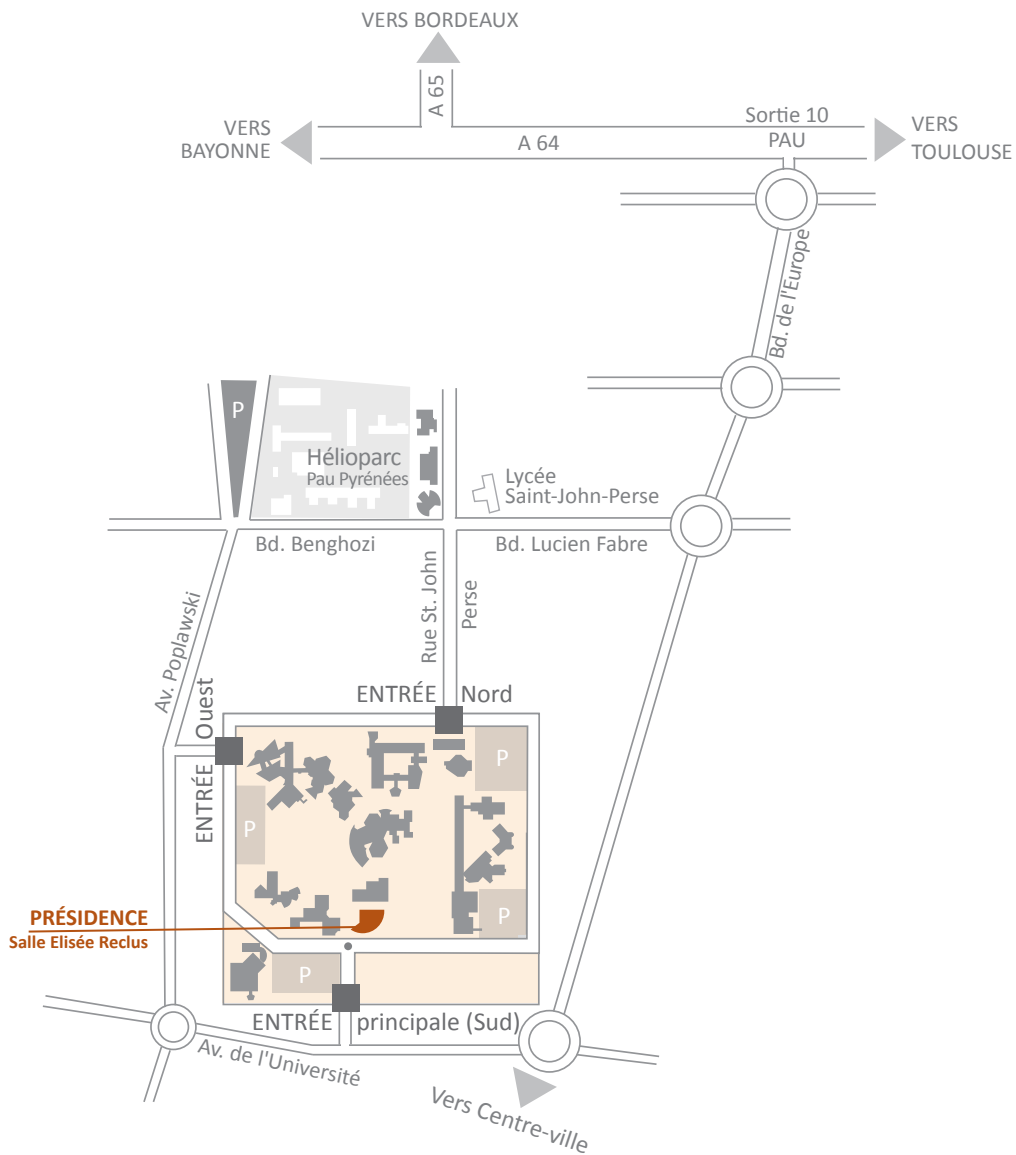 VERS BORDEAUX
A 65
Sortie 10
VERS
BAYONNE
A 64
PAU
VERS
TOULOUSE
Bd. de l'Europe
P
Hélioparc
Pau Pyrénées
Lycée
Saint-John-Perse
Bd. Benghozi
Bd. Lucien Fabre
Av. Poplawski
Rue St. John
Perse
ENTRÉE Nord
ENTRÉE Ouest
P
P
P
PRÉSIDENCE
Salle Elisée Reclus
P
ENTRÉE principale (Sud)
Av. de l'Université
Vers Centre-ville